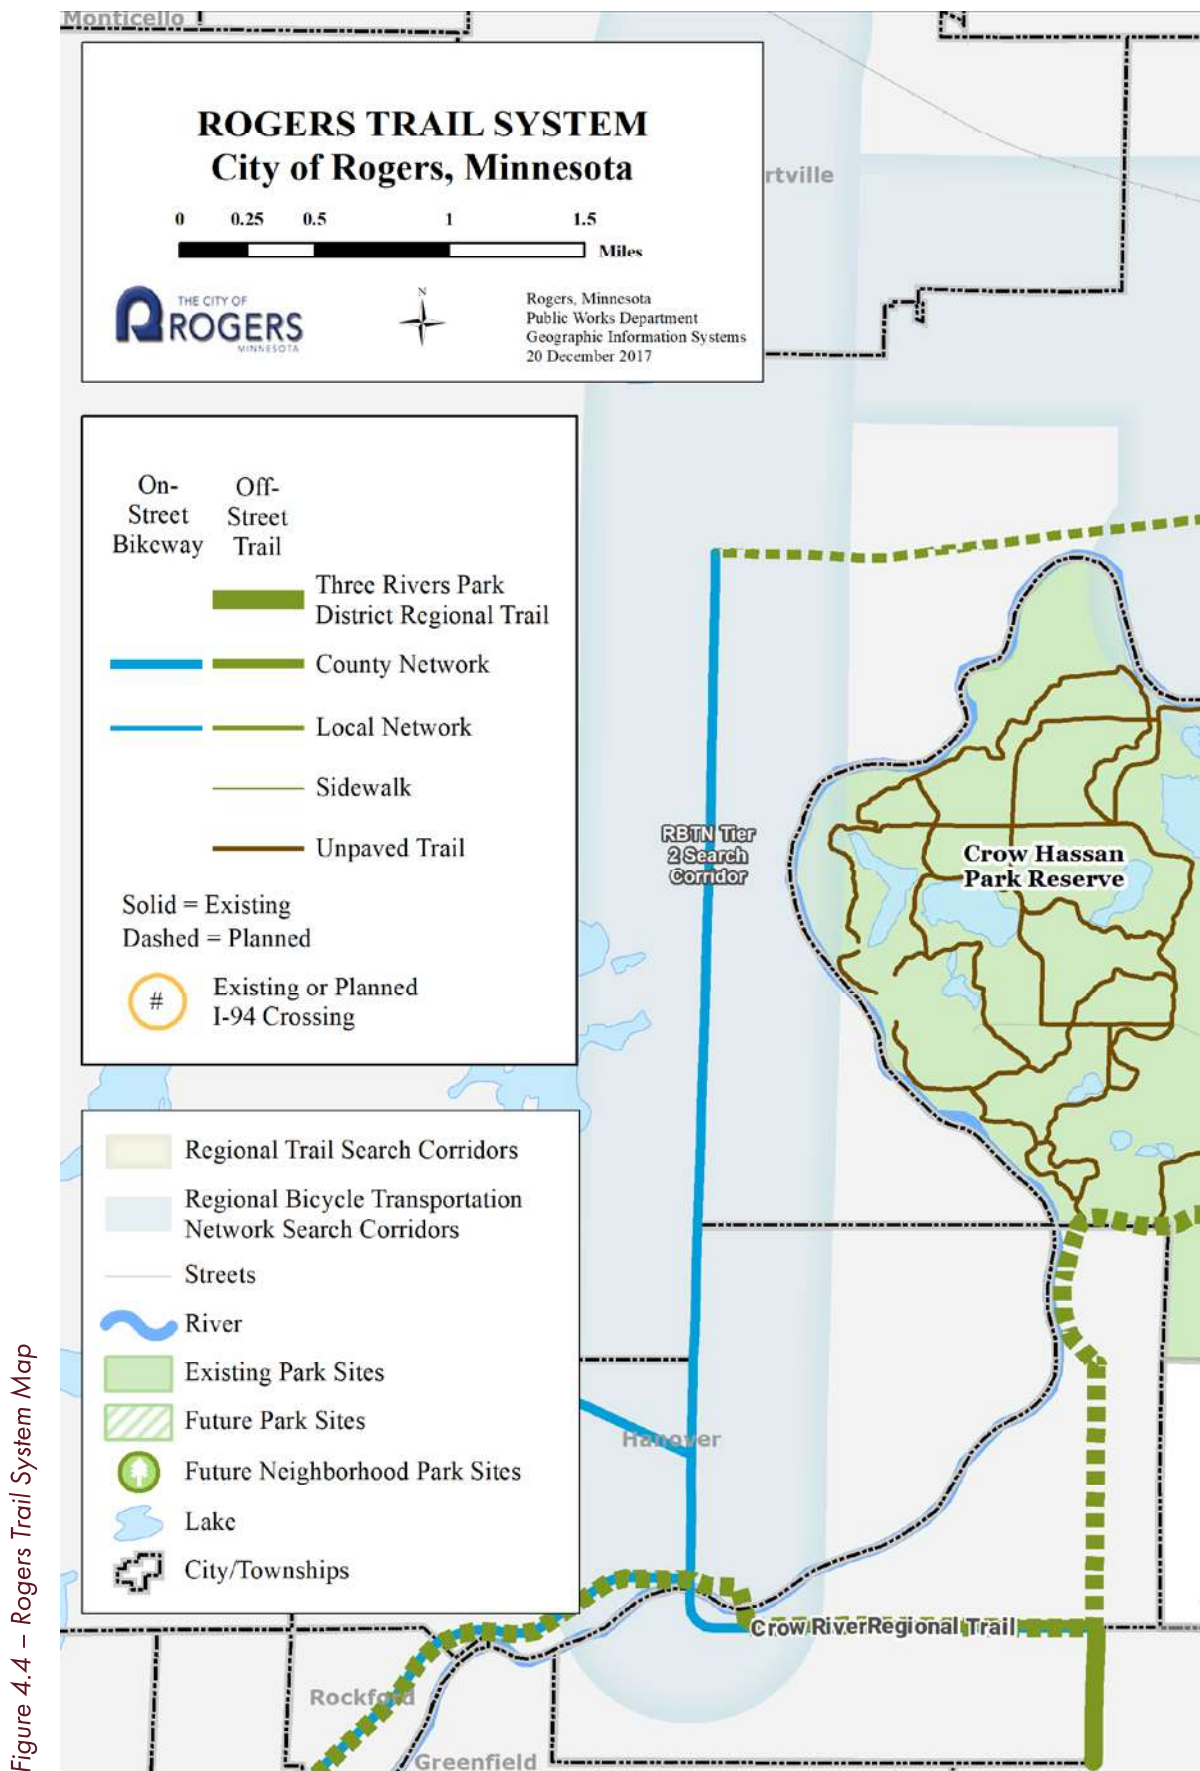 Monticello
ROGERS TRAIL SYSTEM
City of Rogers, Minnesota
0 0.25 0.5 1 1.5
Miles
THE CITY OF
ROGERS
MINNESOTA
N
Rogers, Minnesota
Public Works Department
Geographic Information Systems
20 December 2017
rtville
On-
Street
Bikeway
Off-
Street
Trail
Three Rivers Park
District Regional Trail
County Network
Local Network
Sidewalk
Unpaved Trail
Solid = Existing
Dashed = Planned
#
Existing or Planned
I-94 Crossing
RBTN Tier
2 Search
Corridor
Crow Hassan
Park Reserve
Regional Trail Search Corridors
Regional Bicycle Transportation
Network Search Corridors
Streets
River
Existing Park Sites
Future Park Sites
Future Neighborhood Park Sites
Lake
City/Townships
Hanover
Crow RiverRegional Trail
Rockford
Greenfield
Figure 4.4 – Rogers Trail System Map